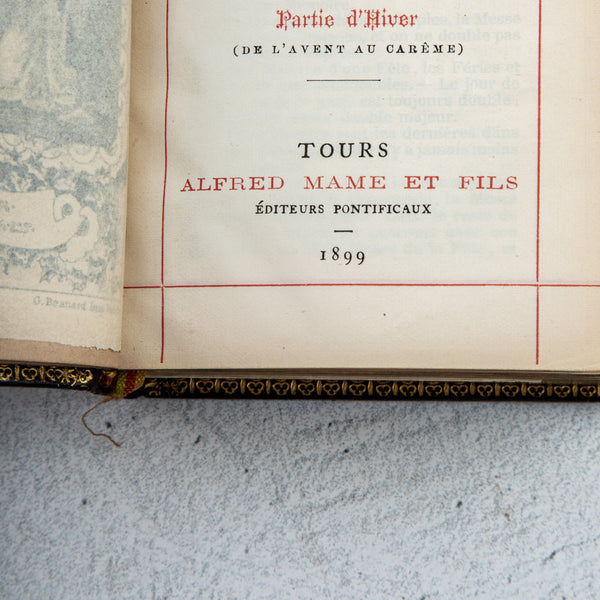 Partie d'Hiver
(DE L'AVENT AU CARÊME)
TOURS
ALFRED MAME ET FILS
ÉDITEURS PONTIFICAUX
1899